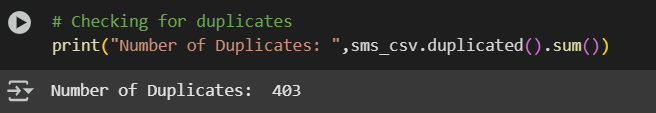 # Checking for duplicates
print("Number of Duplicates: ",sms_csv.duplicated().sum())
Number of Duplicates:  403